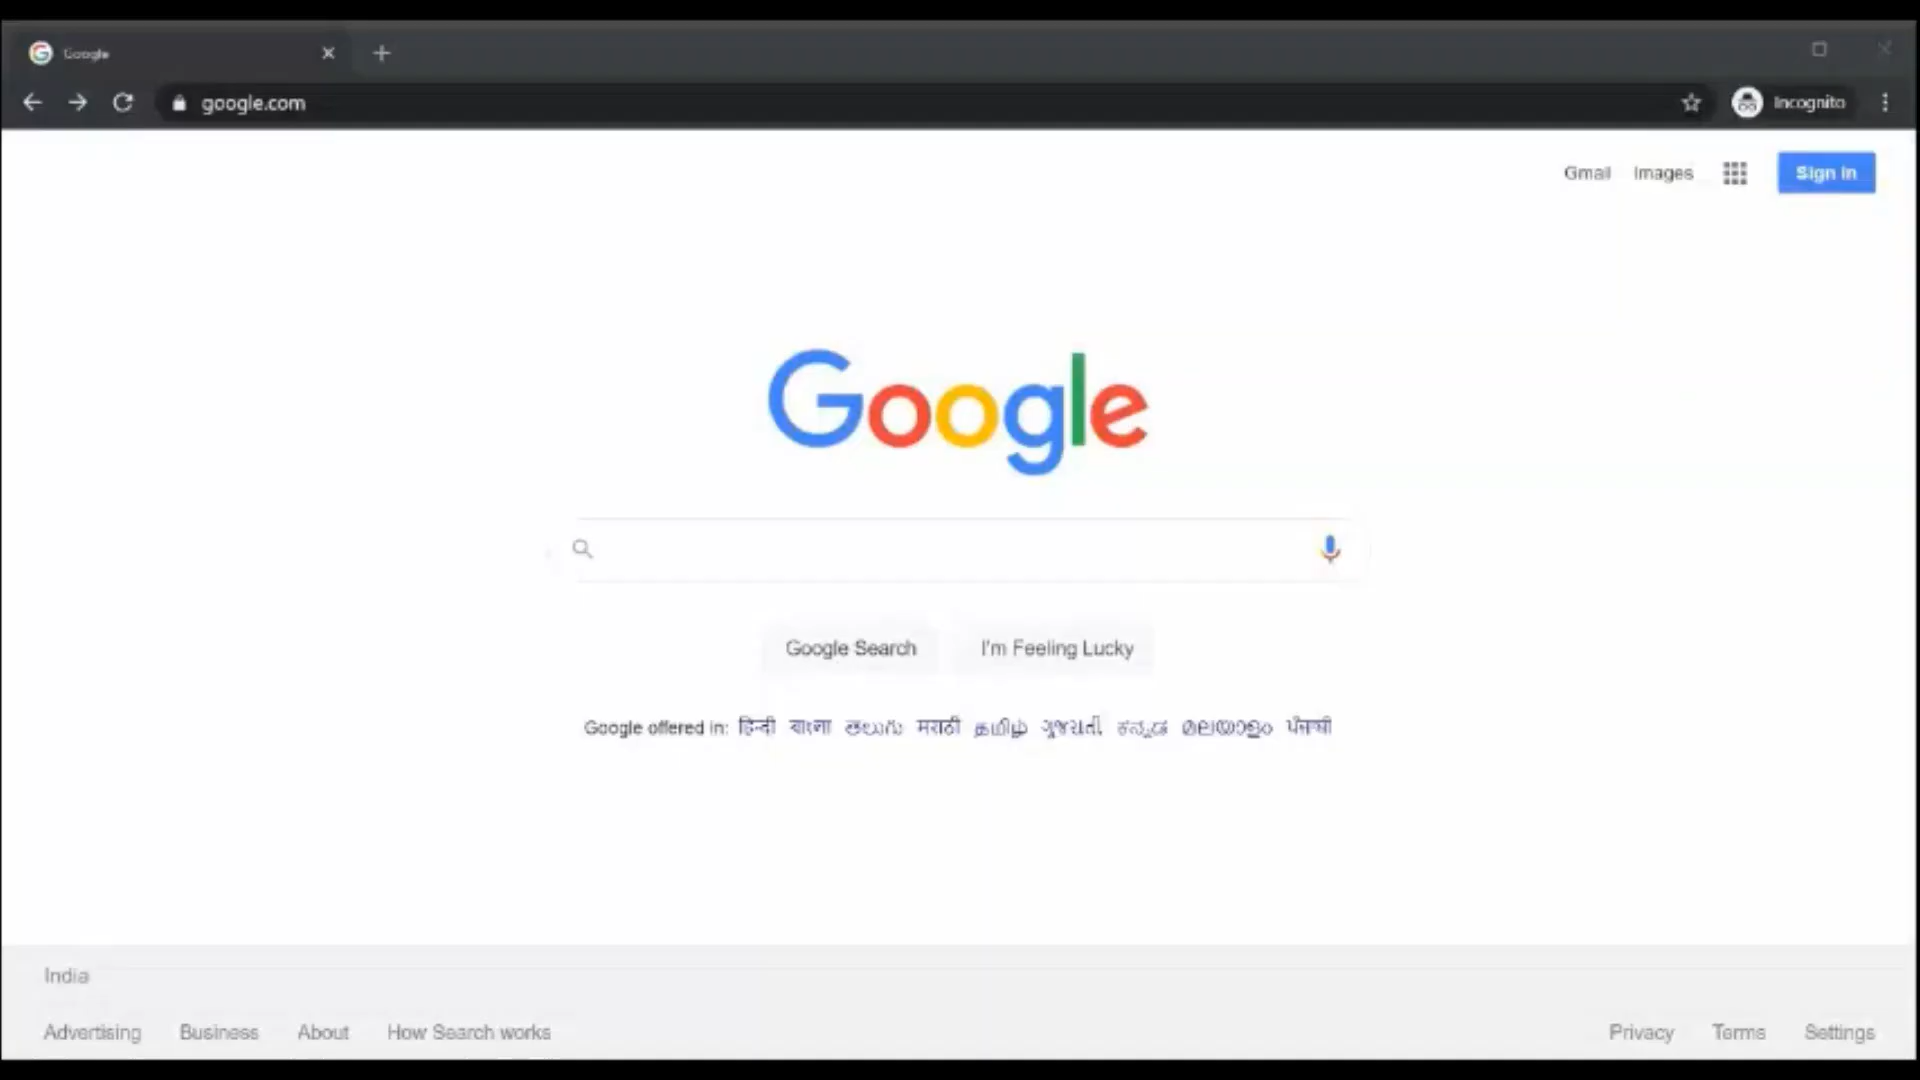 Google
google.com
Incognito
Gmail Images
Sign in
Google
Google Search I'm Feeling Lucky
Google offered in: हिन्दी বাংলা తెలుగు मराठी தமிழ் ગુજરાતી ಕನ್ನಡ മലയാളം ਪੰਜਾਬੀ
India
Advertising Business About How Search works
Privacy Terms Settings